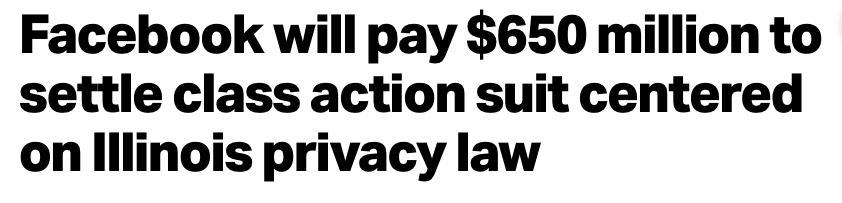 Facebook will pay $650 million to
settle class action suit centered
on Illinois privacy law